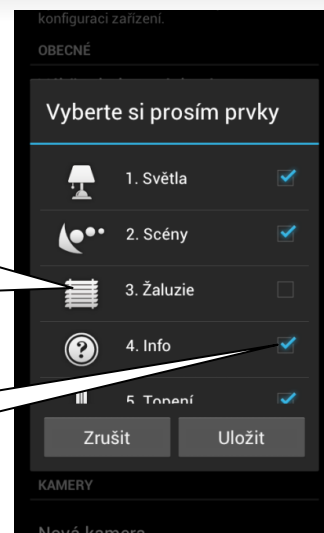 konfiguraci zařízení.
OBECNÉ
Vyberte si prosím prvky
1. Světla
2. Scény
3. Žaluzie
4. Info
5. Topení
Zrušit Uložit
KAMERY
Nová kamera